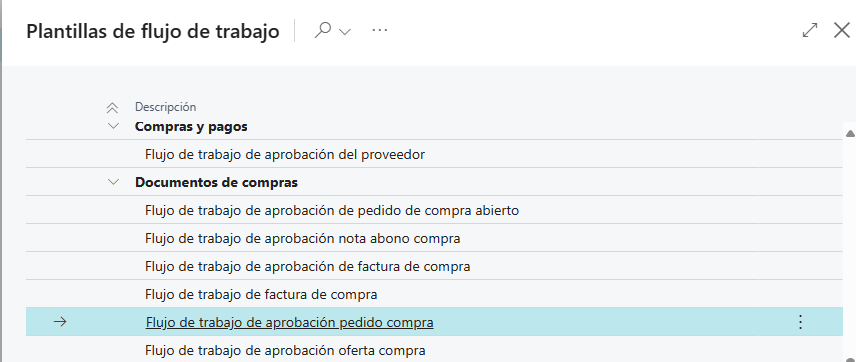 Plantillas de flujo de trabajo
Descripción
Compras y pagos
Flujo de trabajo de aprobación del proveedor
Documentos de compras
Flujo de trabajo de aprobación de pedido de compra abierto
Flujo de trabajo de aprobación nota abono compra
Flujo de trabajo de aprobación de factura de compra
Flujo de trabajo de factura de compra
Flujo de trabajo de aprobación pedido compra
Flujo de trabajo de aprobación oferta compra